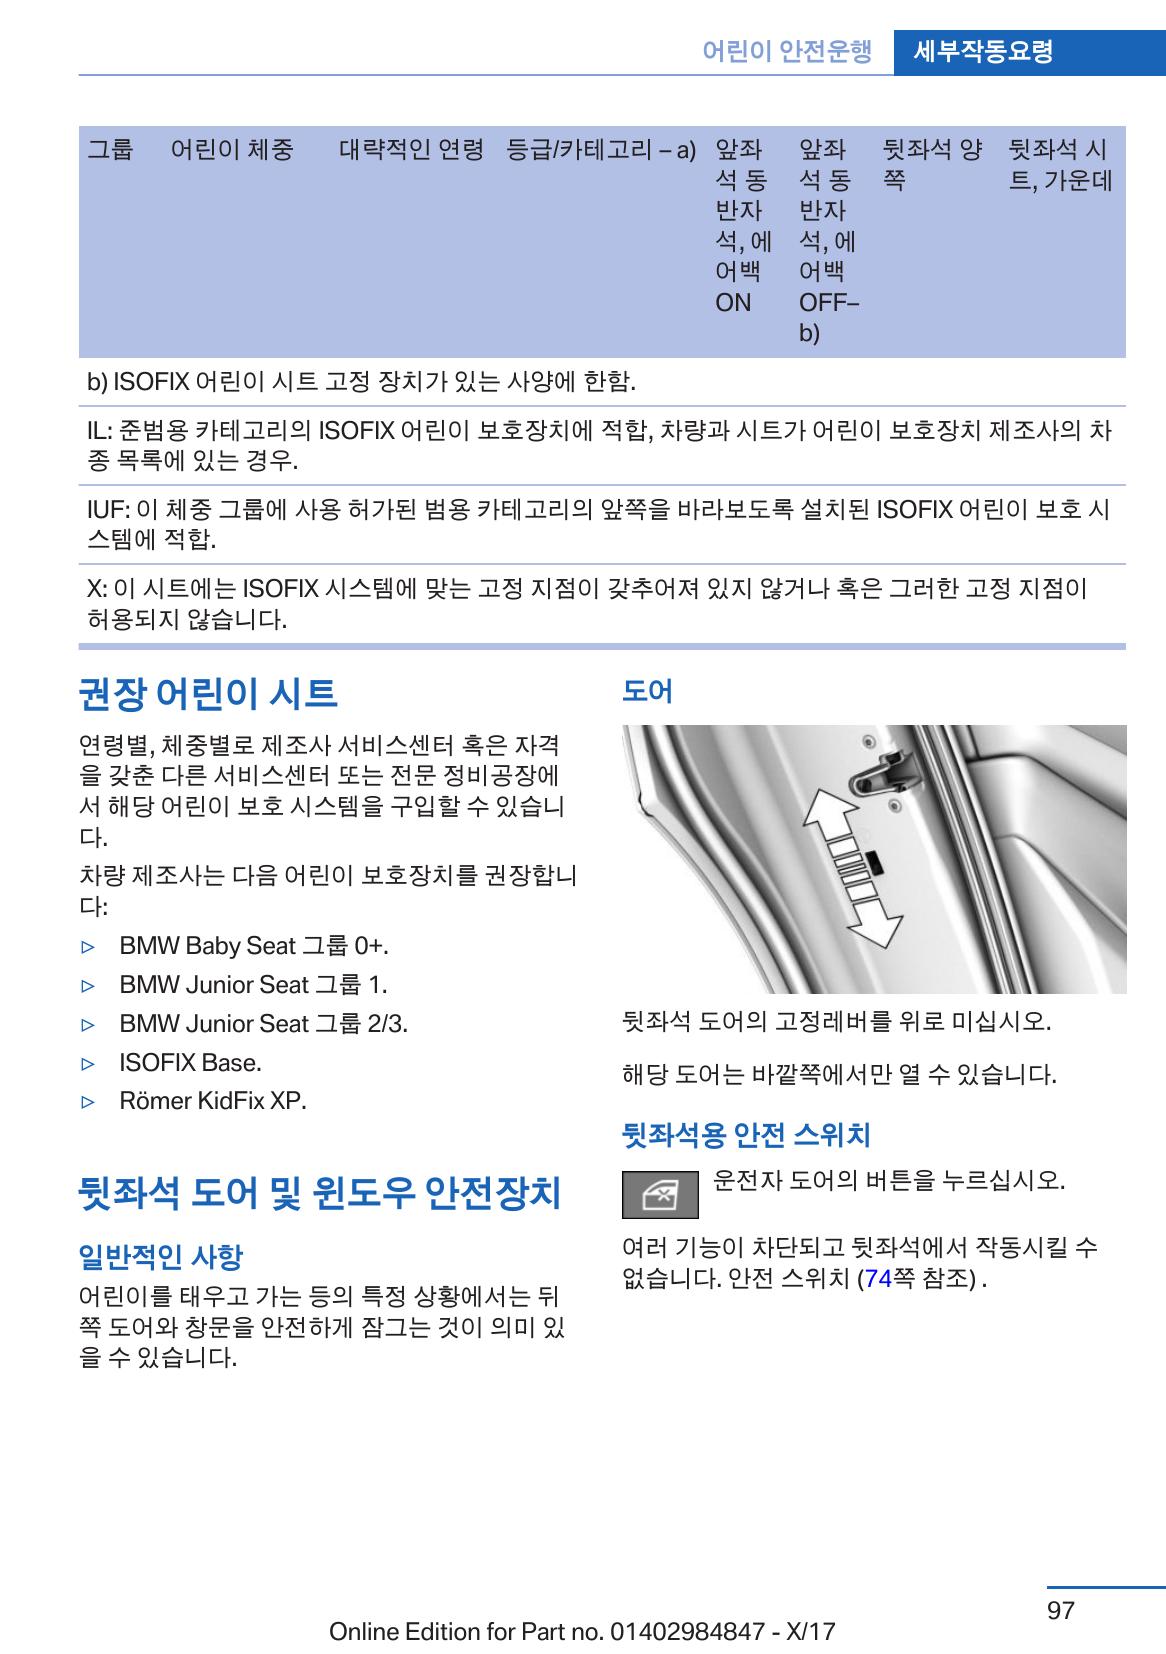 어린이 안전운행 세부작동요령
그룹 어린이 체중 대략적인 연령 등급/카테고리 – a) 앞좌 앞좌 뒷좌석 양 뒷좌석 시
석 동 석 동 쪽 트, 가운데
반자 반자
석, 에 석, 에
어백 어백
ON OFF–
b)
b) ISOFIX 어린이 시트 고정 장치가 있는 사양에 한함.
IL: 준범용 카테고리의 ISOFIX 어린이 보호장치에 적합, 차량과 시트가 어린이 보호장치 제조사의 차
종 목록에 있는 경우.
IUF: 이 체중 그룹에 사용 허가된 범용 카테고리의 앞쪽을 바라보도록 설치된 ISOFIX 어린이 보호 시
스템에 적합.
X: 이 시트에는 ISOFIX 시스템에 맞는 고정 지점이 갖추어져 있지 않거나 혹은 그러한 고정 지점이
허용되지 않습니다.
권장 어린이 시트
연령별, 체중별로 제조사 서비스센터 혹은 자격
을 갖춘 다른 서비스센터 또는 전문 정비공장에
서 해당 어린이 보호 시스템을 구입할 수 있습니
다.
차량 제조사는 다음 어린이 보호장치를 권장합니
다:
▷ BMW Baby Seat 그룹 0+.
▷ BMW Junior Seat 그룹 1.
▷ BMW Junior Seat 그룹 2/3.
▷ ISOFIX Base.
▷ Römer KidFix XP.
뒷좌석 도어 및 윈도우 안전장치
일반적인 사항
어린이를 태우고 가는 등의 특정 상황에서는 뒤
쪽 도어와 창문을 안전하게 잠그는 것이 의미 있
을 수 있습니다.
도어
뒷좌석 도어의 고정레버를 위로 미십시오.
해당 도어는 바깥쪽에서만 열 수 있습니다.
뒷좌석용 안전 스위치
운전자 도어의 버튼을 누르십시오.
여러 기능이 차단되고 뒷좌석에서 작동시킬 수
없습니다. 안전 스위치 (74쪽 참조) .
97
Online Edition for Part no. 01402984847 - X/17